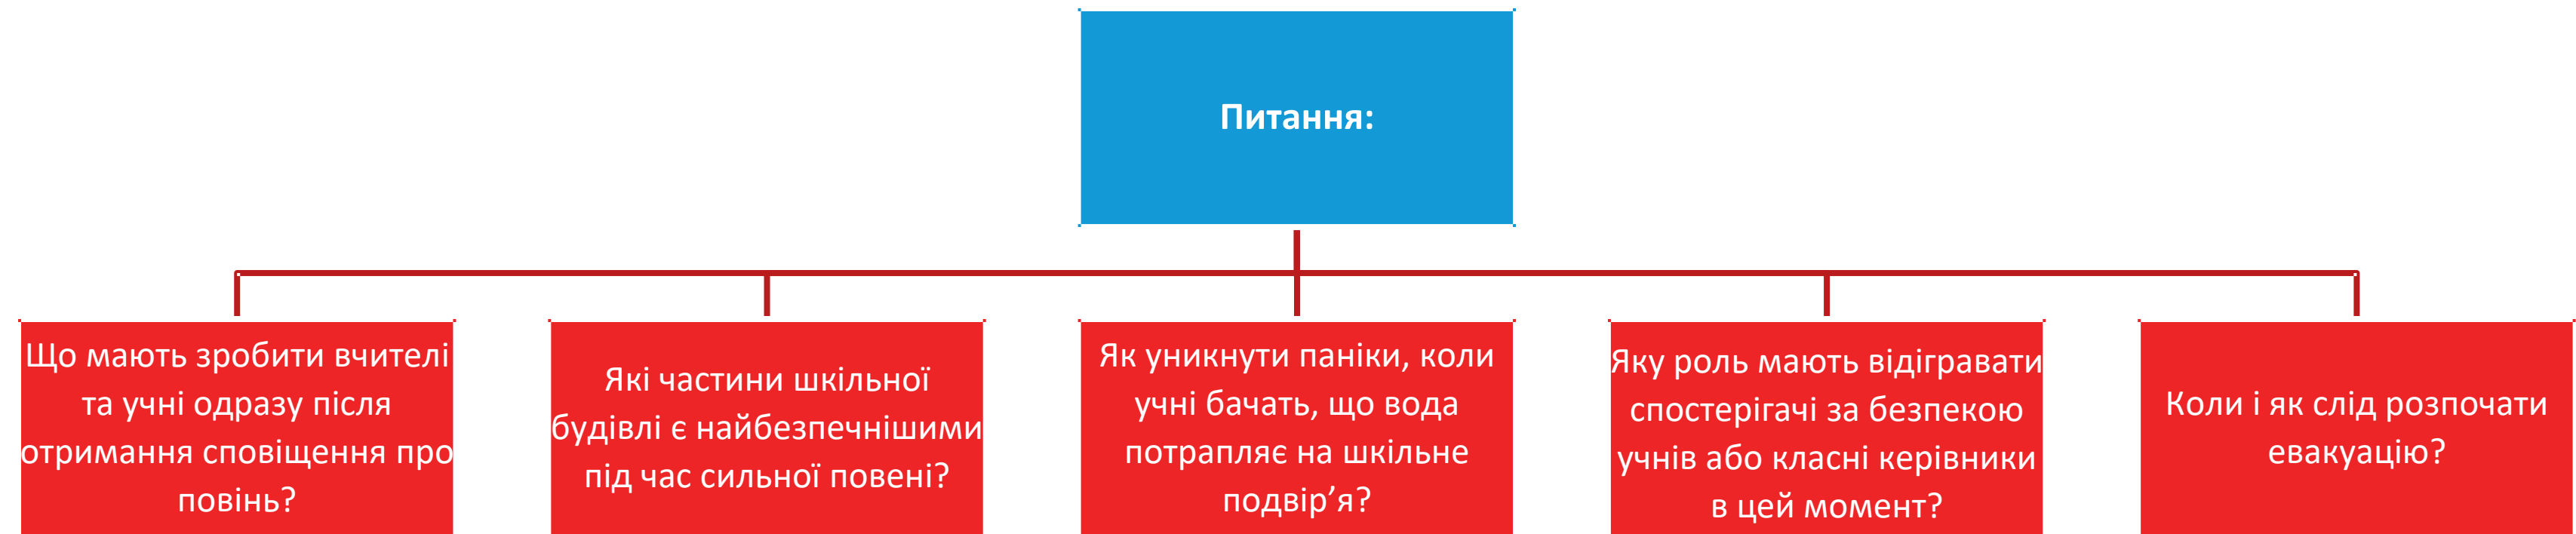 Питання:
Що мають зробити вчителі
та учні одразу після
отримання сповіщення про
повінь?
Які частини шкільної
будівлі є найбезпечнішими
під час сильної повені?
Як уникнути паніки, коли
учні бачать, що вода
потрапляє на шкільне
подвір’я?
Яку роль мають відігравати
спостерігачі за безпекою
учнів або класні керівники
в цей момент?
Коли і як слід розпочати
евакуацію?